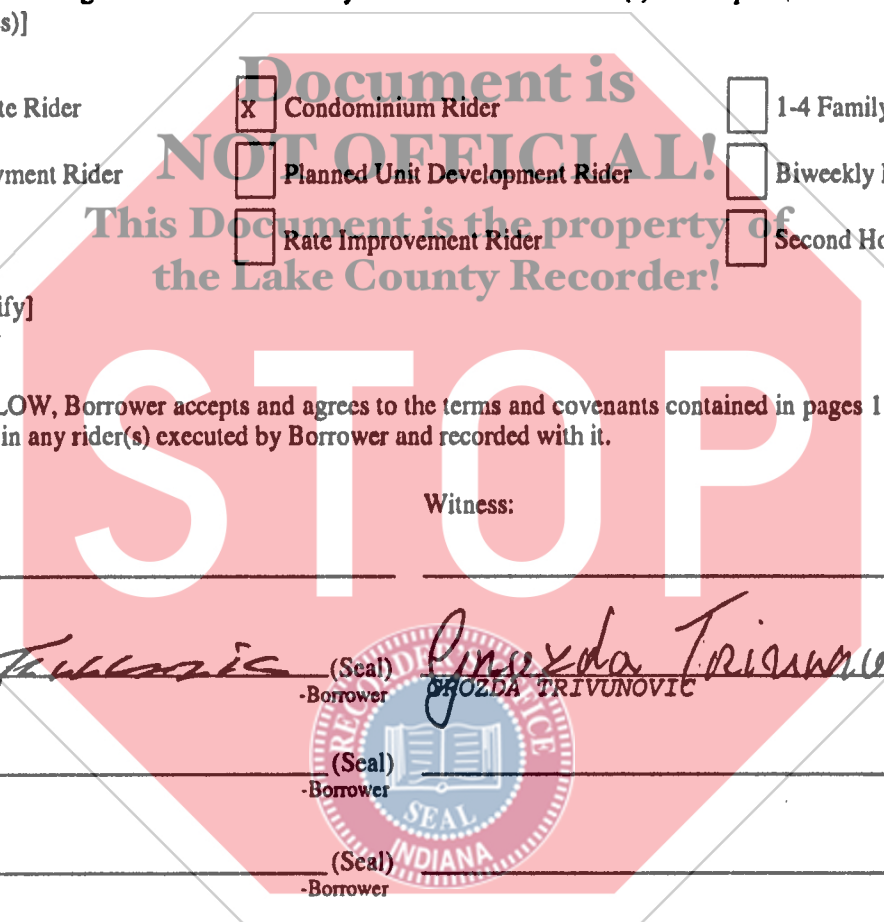 s)]
Document is
te Rider X Condominium Rider 1-4 Family
NOT OFFICIAL!
yment Rider Planned Unit Development Rider Biweekly
This Document is the property of
Rate Improvement Rider Second Ho
the Lake County Recorder!
ify]
STOP
LOW, Borrower accepts and agrees to the terms and covenants contained in pages 1
in any rider(s) executed by Borrower and recorded with it.
Witness:
(Seal)
-Borrower
TRIVUNOVIC
(Seal)
-Borrower
SEAL
INDIANA
(Seal)
-Borrower